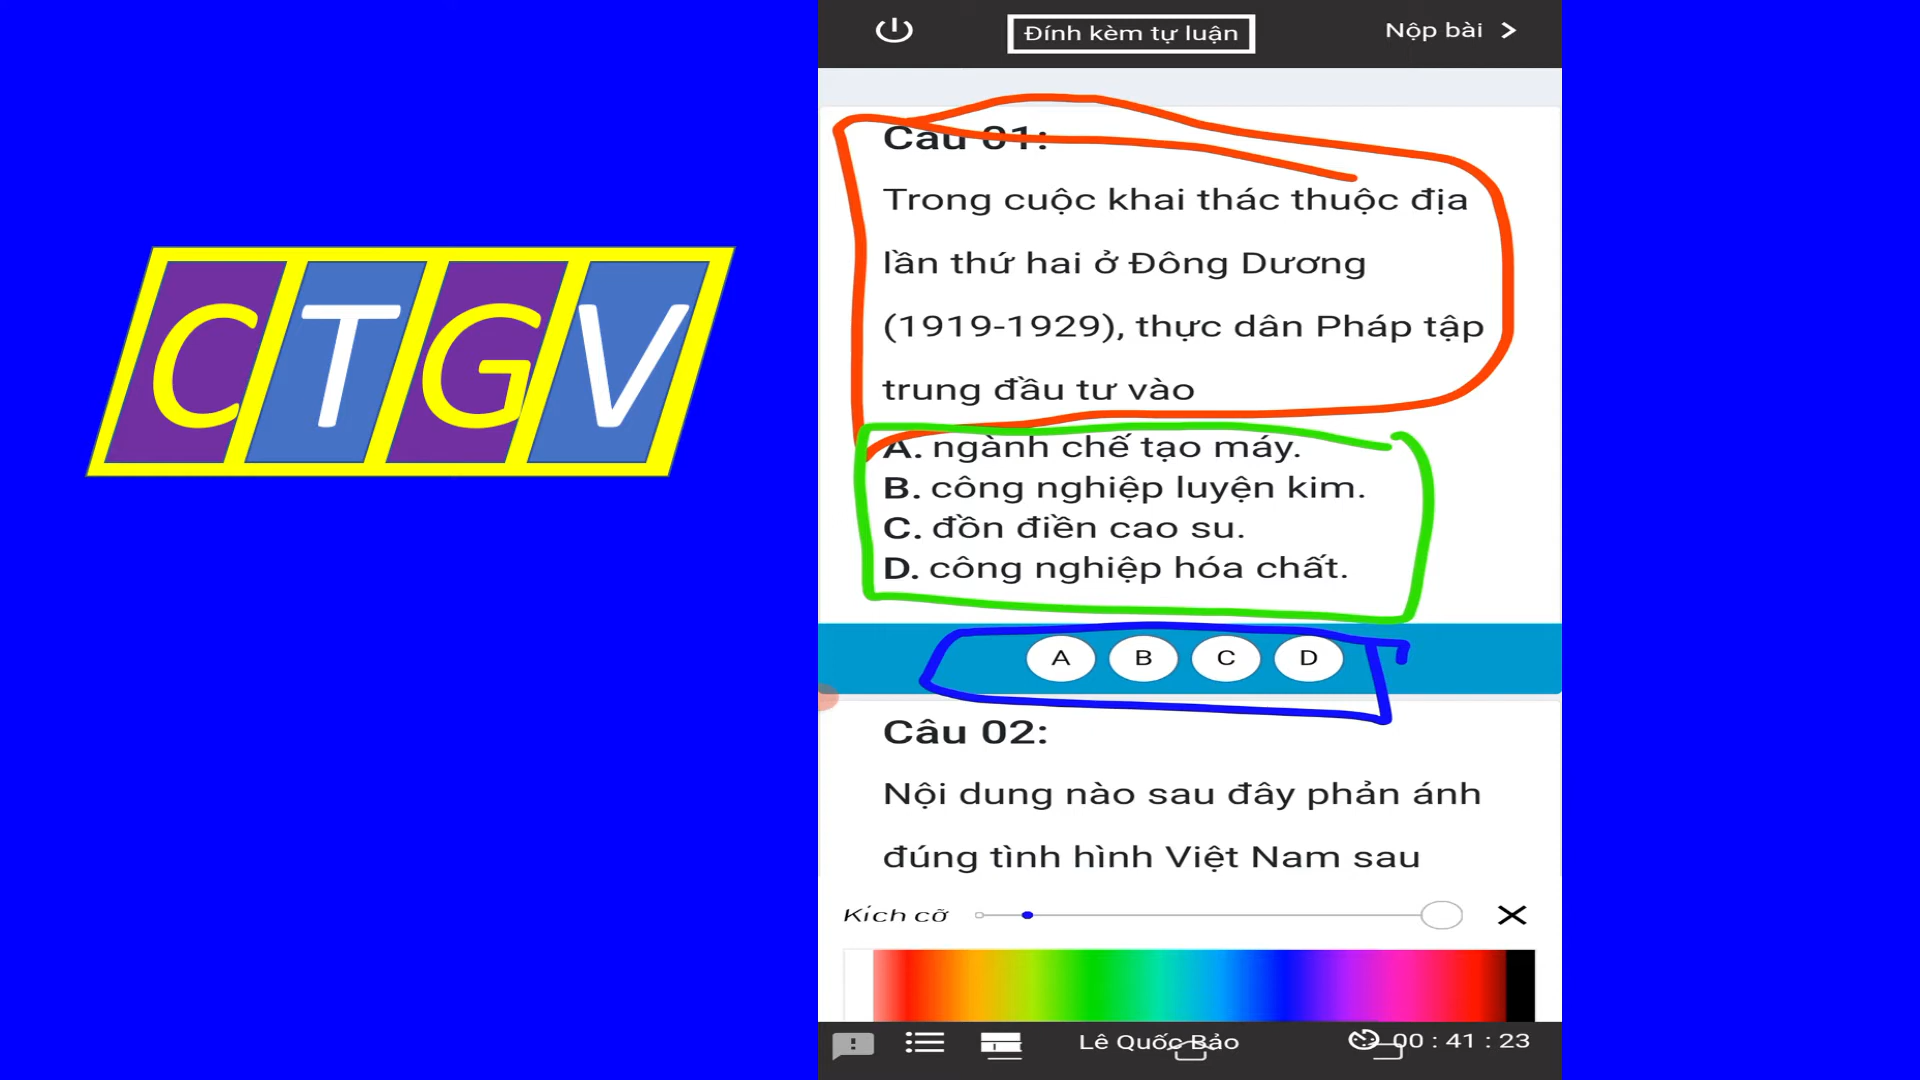 CTGV
Đính kèm tự luận
Nộp bài
Câu 01:
Trong cuộc khai thác thuộc địa
lần thứ hai ở Đông Dương
(1919-1929), thực dân Pháp tập
trung đầu tư vào
A. ngành chế tạo máy.
B. công nghiệp luyện kim.
C. đồn điền cao su.
D. công nghiệp hóa chất.
A B C D
Câu 02:
Nội dung nào sau đây phản ánh
đúng tình hình Việt Nam sau
Kích cỡ
Lê Quốc Bảo
00 : 41 : 23